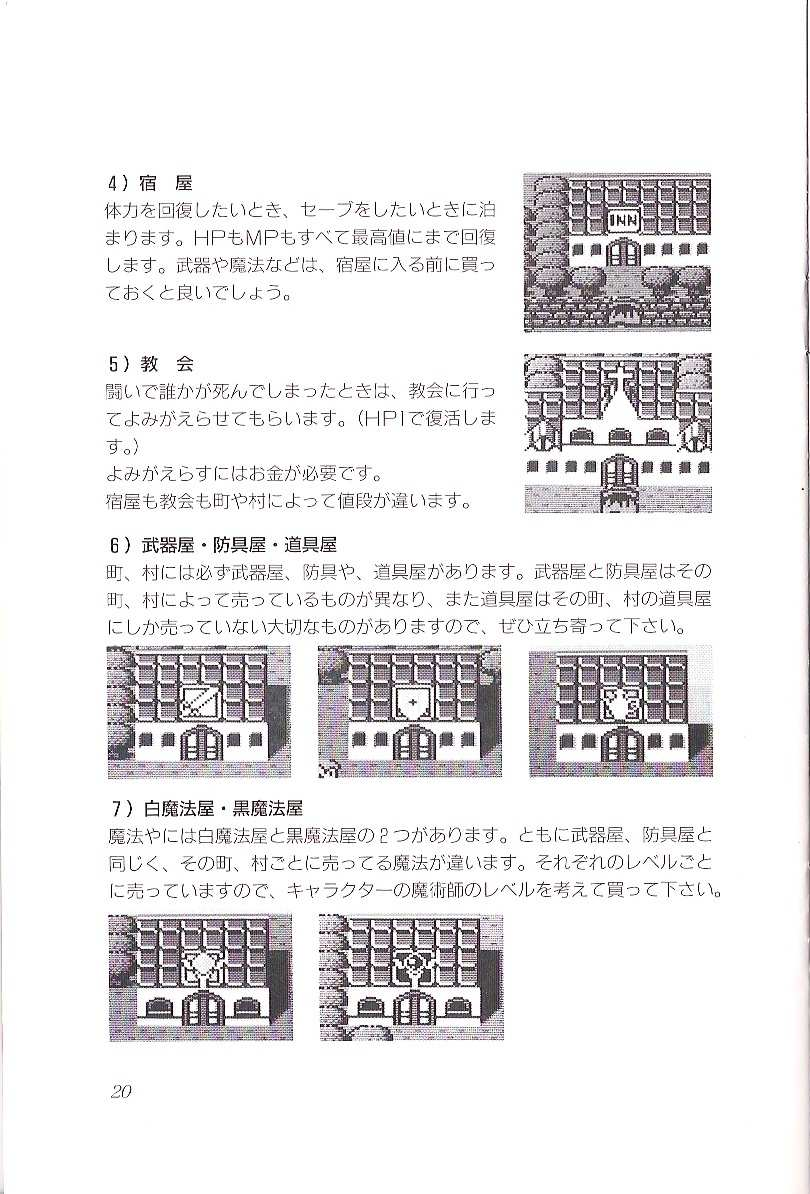 4）宿　屋
体力を回復したいとき、セーブをしたいときに泊
まります。HPもMPもすべて最高値にまで回復
します。武器や魔法などは、宿屋に入る前に買っ
ておくと良いでしょう。
INN
5）教　会
闘いで誰かが死んでしまったときは、教会に行っ
てよみがえらせてもらいます。（HP1で復活しま
す。）
よみがえらすにはお金が必要です。
宿屋も教会も町や村によって値段が違います。
6）武器屋・防具屋・道具屋
町、村には必ず武器屋、防具や、道具屋があります。武器屋と防具屋はその
町、村によって売っているものが異なり、また道具屋はその町、村の道具屋
にしか売っていない大切なものがありますので、ぜひ立ち寄って下さい。
7）白魔法屋・黒魔法屋
魔法やには白魔法屋と黒魔法屋の2つがあります。ともに武器屋、防具屋と
同じく、その町、村ごとに売ってる魔法が違います。それぞれのレベルごと
に売っていますので、キャラクターの魔術師のレベルを考えて買って下さい。
20